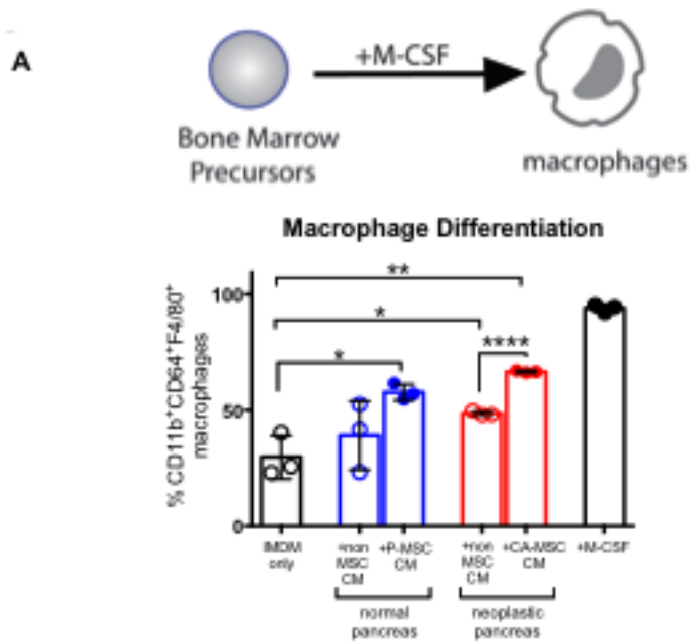 A
+M-CSF
Bone Marrow
Precursors
macrophages
Macrophage Differentiation
% CD11b⁺CD64⁺F4/80⁺
macrophages
100
50
0
**
*
*
****
IMDM
only
+non
MSC
CM
+P-MSC
CM
+non
MSC
CM
+CA-MSC
CM
+M-CSF
normal
pancreas
neoplastic
pancreas